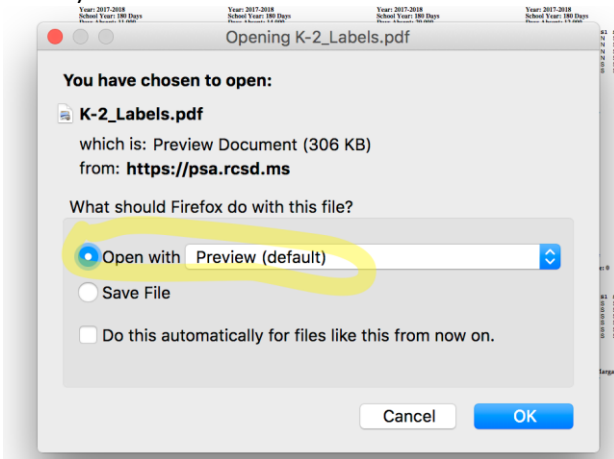 Year: 2017-2018 Year: 2017-2018 Year: 2017-2018 Year: 2017-2018
School Year: 180 Days School Year: 180 Days School Year: 180 Days School Year: 180 Days
Opening K-2_Labels.pdf
You have chosen to open:
K-2_Labels.pdf
which is: Preview Document (306 KB)
from: https://psa.rcsd.ms
What should Firefox do with this file?
Open with Preview (default)
Save File
Do this automatically for files like this from now on.
Cancel OK